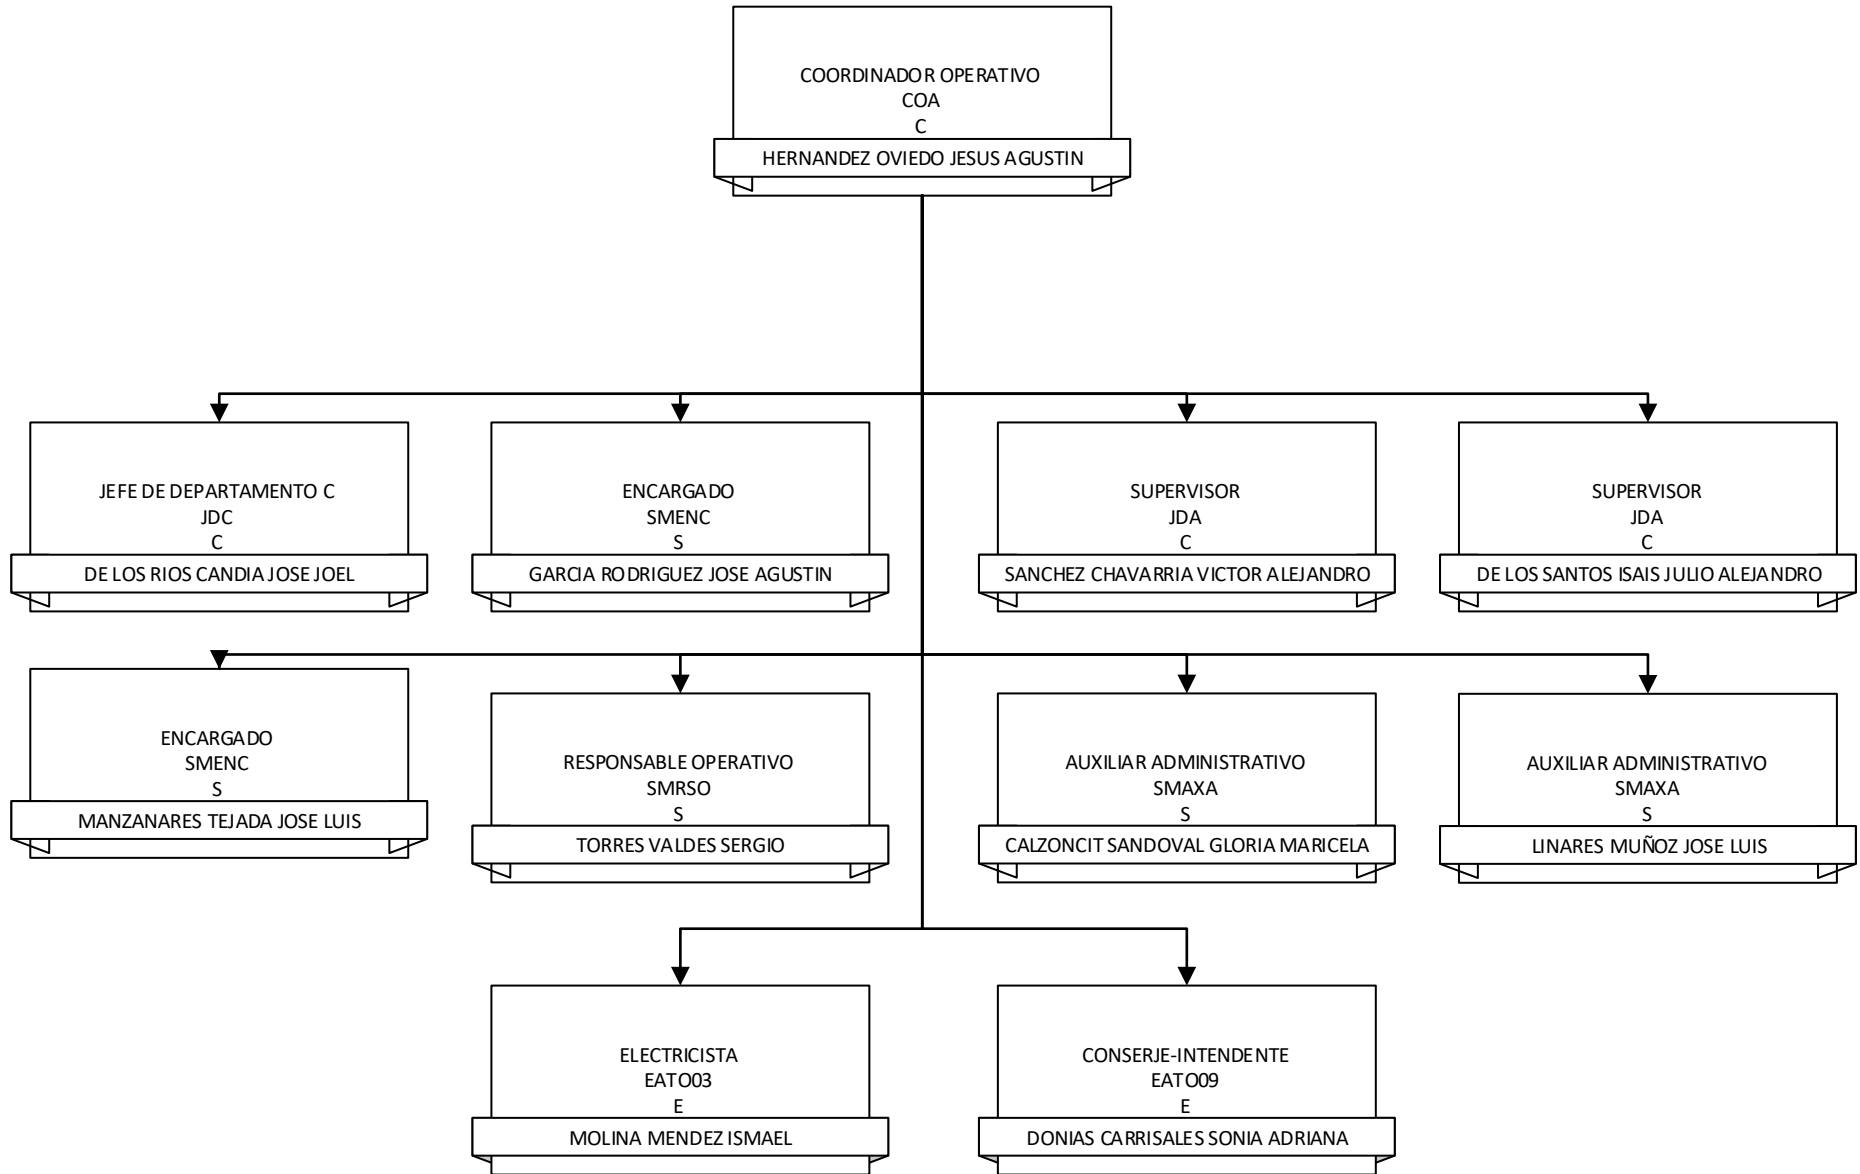 COORDINADOR OPERATIVO
COA
C
HERNANDEZ OVIEDO JESUS AGUSTIN
JEFE DE DEPARTAMENTO C
JDC
C
DE LOS RIOS CANDIA JOSE JOEL
ENCARGADO
SMENC
S
GARCIA RODRIGUEZ JOSE AGUSTIN
SUPERVISOR
JDA
C
SANCHEZ CHAVARRIA VICTOR ALEJANDRO
SUPERVISOR
JDA
C
DE LOS SANTOS ISAIS JULIO ALEJANDRO
ENCARGADO
SMENC
S
MANZANARES TEJADA JOSE LUIS
RESPONSABLE OPERATIVO
SMRSO
S
TORRES VALDES SERGIO
AUXILIAR ADMINISTRATIVO
SMAXA
S
CALZONCIT SANDOVAL GLORIA MARICELA
AUXILIAR ADMINISTRATIVO
SMAXA
S
LINARES MUÑOZ JOSE LUIS
ELECTRICISTA
EATO03
E
MOLINA MENDEZ ISMAEL
CONSERJE-INTENDENTE
EATO09
E
DONIAS CARRISALES SONIA ADRIANA